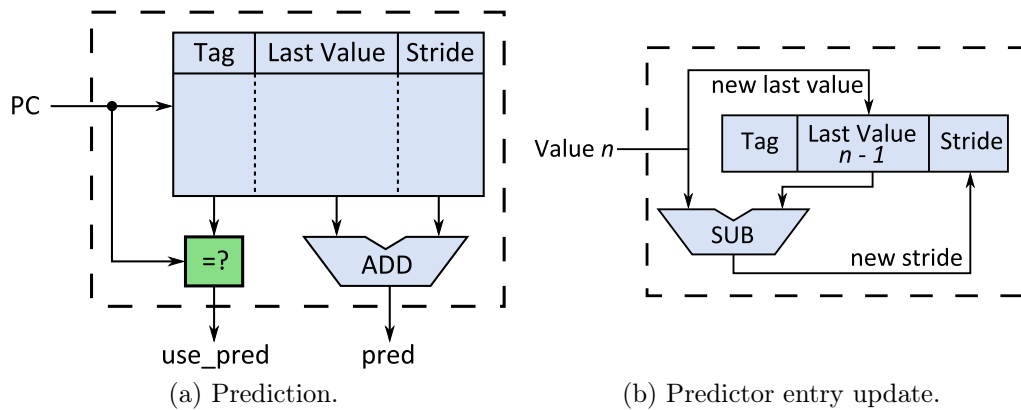 Tag Last Value Stride
PC
=?
ADD
use_pred
pred
(a) Prediction.
new last value
Value n
Tag
Last Value
n - 1
Stride
SUB
new stride
(b) Predictor entry update.